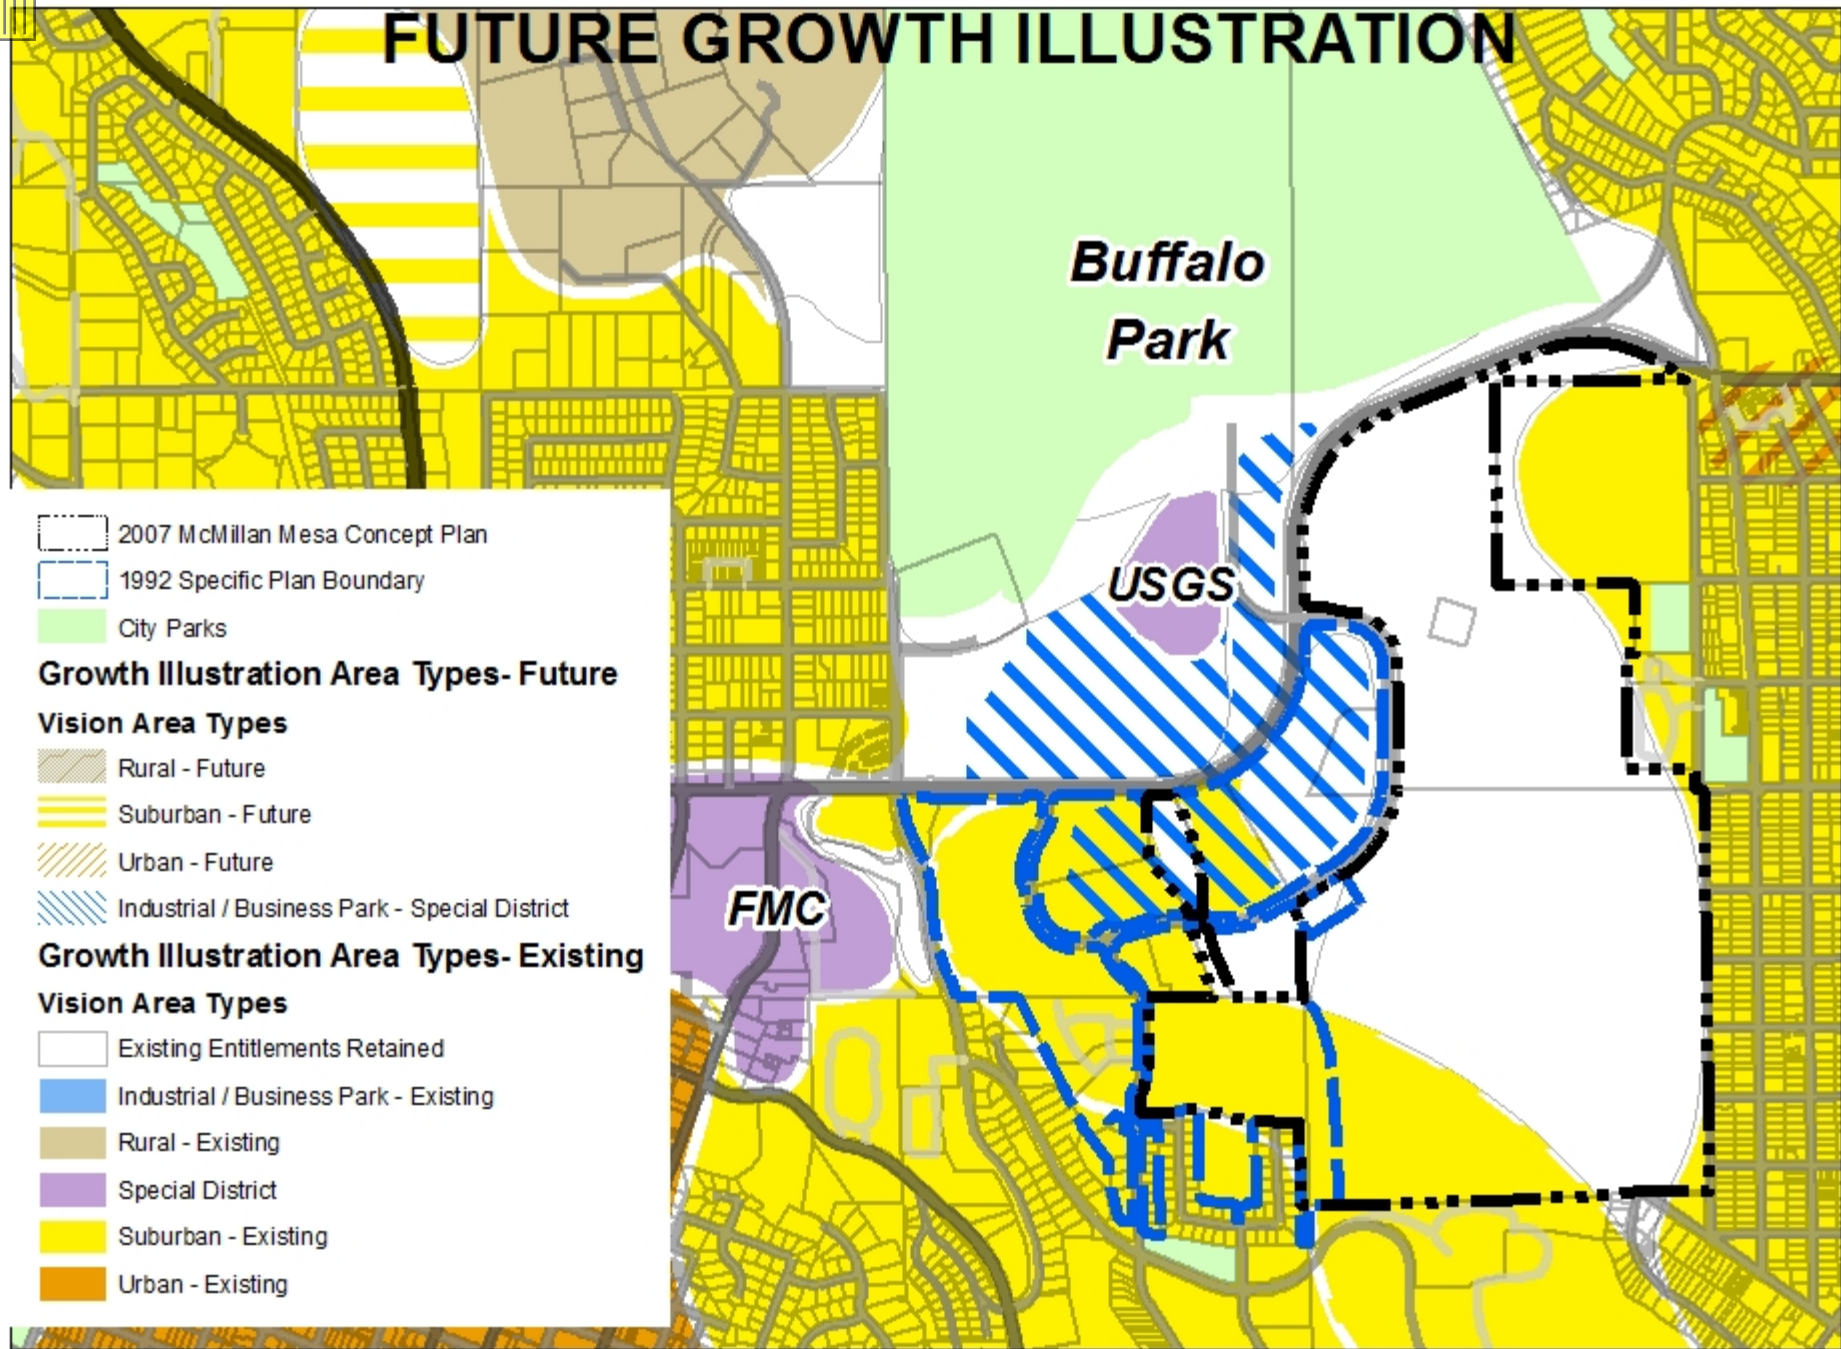 FUTURE GROWTH ILLUSTRATION
Buffalo
Park
USGS
FMC
2007 McMillan Mesa Concept Plan
1992 Specific Plan Boundary
City Parks
Growth Illustration Area Types- Future
Vision Area Types
Rural - Future
Suburban - Future
Urban - Future
Industrial / Business Park - Special District
Growth Illustration Area Types- Existing
Vision Area Types
Existing Entitlements Retained
Industrial / Business Park - Existing
Rural - Existing
Special District
Suburban - Existing
Urban - Existing